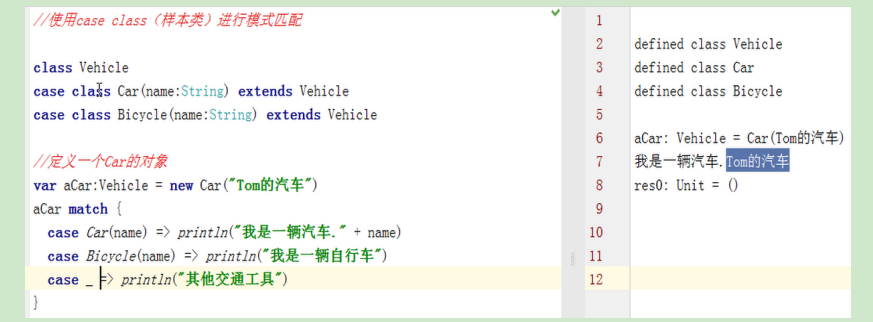 //使用case class（样本类）进行模式匹配
class Vehicle
case class Car(name:String) extends Vehicle
case class Bicycle(name:String) extends Vehicle
//定义一个Car的对象
var aCar:Vehicle = new Car("Tom的汽车")
aCar match {
case Car(name) => println("我是一辆汽车." + name)
case Bicycle(name) => println("我是一辆自行车")
case _ => println("其他交通工具")
}
1
2 defined class Vehicle
3 defined class Car
4 defined class Bicycle
5
6 aCar: Vehicle = Car(Tom的汽车)
7 我是一辆汽车.Tom的汽车
8 res0: Unit = ()
9
10
11
12